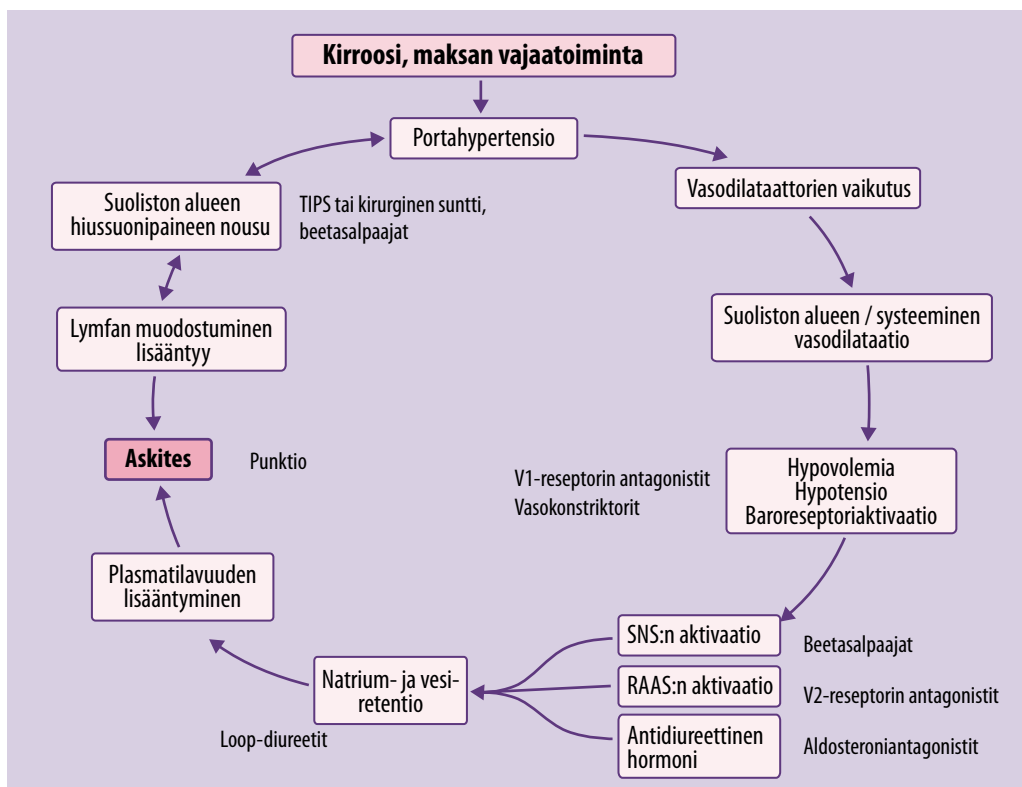 Kirroosi, maksan vajaatoiminta
Portahypertensio
Suoliston alueen
hiussuonipaineen nousu
TIPS tai kirurginen suntti,
beetasalpaajat
Vasodilataattorien vaikutus
Lymfan muodostuminen
lisääntyy
Suoliston alueen / systeeminen
vasodilataatio
Askites
Punktio
V1-reseptorin antagonistit
Vasokonstriktorit
Hypovolemia
Hypotensio
Baroreseptoriaktivaatio
Plasmatilavuuden
lisääntyminen
SNS:n aktivaatio
Beetasalpaajat
Natrium- ja vesi-
retentio
RAAS:n aktivaatio
V2-reseptorin antagonistit
Loop-diureetit
Antidiureettinen
hormoni
Aldosteroniantagonistit